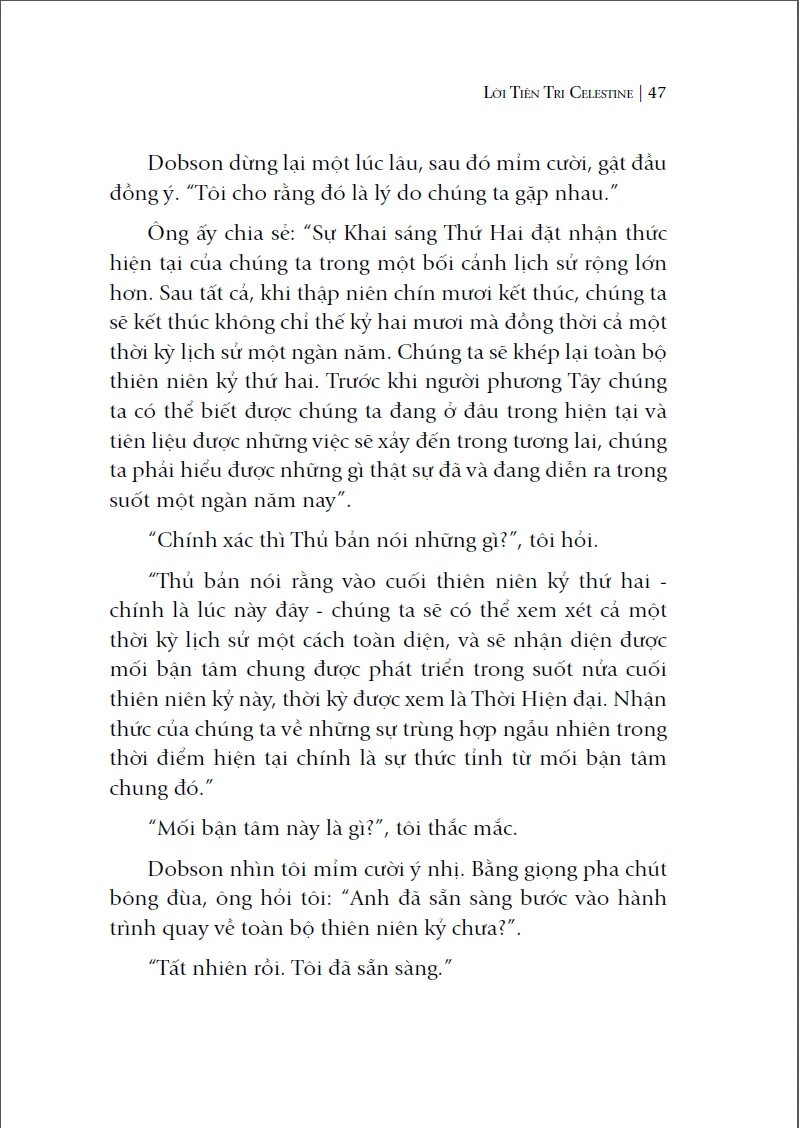 Lời Tiên Tri Celestine | 47
Dobson dừng lại một lúc lâu, sau đó mỉm cười, gật đầu
đồng ý. “Tôi cho rằng đó là lý do chúng ta gặp nhau.”
Ông ấy chia sẻ: “Sự Khai sáng Thứ Hai đặt nhận thức
hiện tại của chúng ta trong một bối cảnh lịch sử rộng lớn
hơn. Sau tất cả, khi thập niên chín mươi kết thúc, chúng ta
sẽ kết thúc không chỉ thế kỷ hai mươi mà đồng thời cả một
thời kỳ lịch sử một ngàn năm. Chúng ta sẽ khép lại toàn bộ
thiên niên kỷ thứ hai. Trước khi người phương Tây chúng
ta có thể biết được chúng ta đang ở đâu trong hiện tại và
tiên liệu được những việc sẽ xảy đến trong tương lai, chúng
ta phải hiểu được những gì thật sự đã và đang diễn ra trong
suốt một ngàn năm nay”.
“Chính xác thì Thủ bản nói những gì?”, tôi hỏi.
“Thủ bản nói rằng vào cuối thiên niên kỷ thứ hai -
chính là lúc này đây - chúng ta sẽ có thể xem xét cả một
thời kỳ lịch sử một cách toàn diện, và sẽ nhận diện được
mối bận tâm chung được phát triển trong suốt nửa cuối
thiên niên kỷ này, thời kỳ được xem là Thời Hiện đại. Nhận
thức của chúng ta về những sự trùng hợp ngẫu nhiên trong
thời điểm hiện tại chính là sự thức tỉnh từ mối bận tâm
chung đó.”
“Mối bận tâm này là gì?”, tôi thắc mắc.
Dobson nhìn tôi mỉm cười ý nhị. Bằng giọng pha chút
bông đùa, ông hỏi tôi: “Anh đã sẵn sàng bước vào hành
trình quay về toàn bộ thiên niên kỷ chưa?”.
“Tất nhiên rồi. Tôi đã sẵn sàng.”